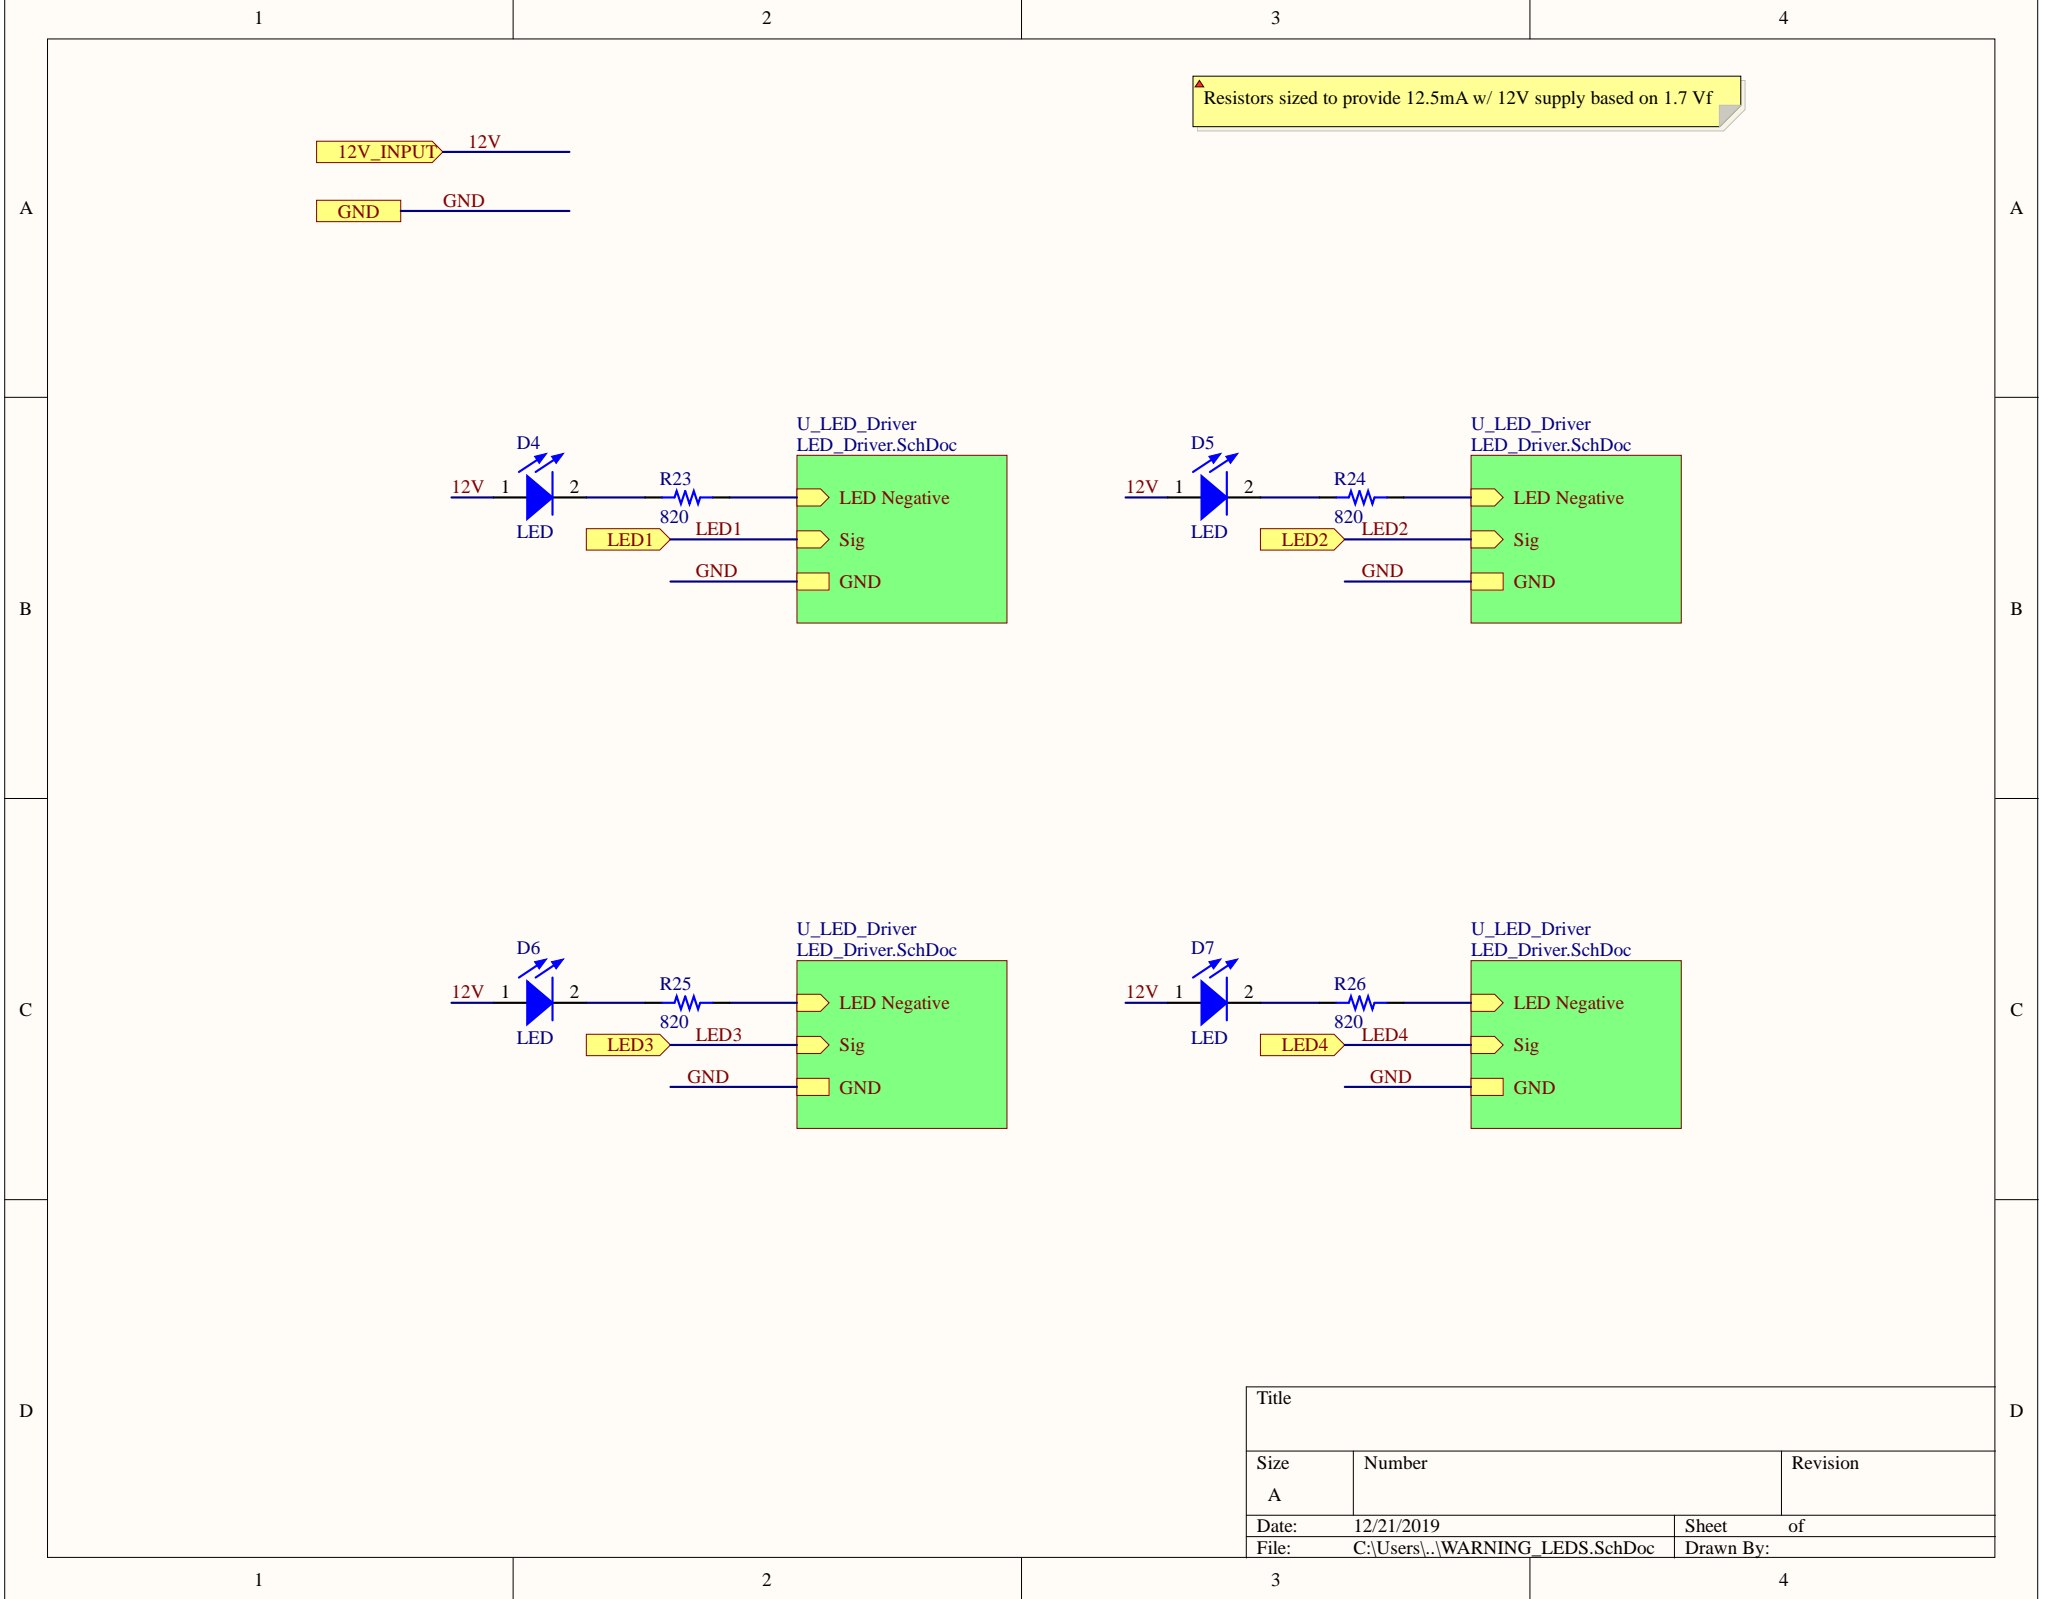 1 2 3 4
Resistors sized to provide 12.5mA w/ 12V supply based on 1.7 Vf
12V_INPUT 12V
GND GND
A A
U_LED_Driver
LED_Driver.SchDoc
D4
12V 1 2
LED
R23
820
LED Negative
LED1 LED1 Sig
GND GND
U_LED_Driver
LED_Driver.SchDoc
D5
12V 1 2
LED
R24
820
LED Negative
LED2 LED2 Sig
GND GND
B B
U_LED_Driver
LED_Driver.SchDoc
D6
12V 1 2
LED
R25
820
LED Negative
LED3 LED3 Sig
GND GND
U_LED_Driver
LED_Driver.SchDoc
D7
12V 1 2
LED
R26
820
LED Negative
LED4 LED4 Sig
GND GND
C C
D D
Title
Size Number Revision
A
Date: 12/21/2019 Sheet of
File: C:\Users\..\WARNING_LEDS.SchDoc Drawn By:
1 2 3 4